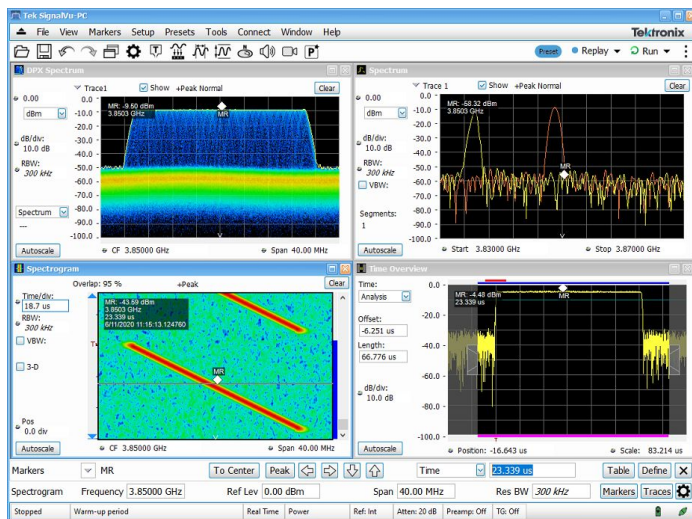 Tek SignalVu-PC
File View Markers Setup Presets Tools Connect Window Help Tektronix
Preset Replay Run
DPX Spectrum
Trace1 Show +Peak Normal Clear
0.00
dBm
dB/div:
10.0 dB
RBW:
300 kHz
Spectrum
---
Autoscale
0.0
-10.0
-20.0
-30.0
-40.0
-50.0
-60.0
-70.0
-80.0
-90.0
-100.0
MR: -9.50 dBm
3.8503 GHz
MR
CF 3.85000 GHz Span 40.00 MHz
Spectrum
Trace 1 Show +Peak Normal Clear
0.00
dBm
dB/div:
10.0 dB
RBW:
300 kHz
VBW:
Segments:
1
Autoscale
0.0
-10.0
-20.0
-30.0
-40.0
-50.0
-60.0
-70.0
-80.0
-90.0
-100.0
MR: -58.32 dBm
3.8503 GHz
MR
Start 3.83000 GHz Stop 3.87000 GHz
Spectrogram
Overlap: 95 % +Peak Clear
Time/div:
18.7 us
RBW:
300 kHz
VBW:
3-D
Pos
0.0 div
Autoscale
MR: -43.59 dBm
3.8503 GHz
23.339 us
6/11/2020 11:15:13.124760
MR
CF 3.85000 GHz Span 40.00 MHz
Time Overview
Time:
Analysis
Offset:
-6.251 us
Length:
66.776 us
dB/div:
10.0 dB
Autoscale
0.0
-20.0
-40.0
-60.0
-80.0
-100.0
MR: -4.48 dBm
23.339 us
MR
Position: -16.643 us Scale: 83.214 us
Markers MR To Center Peak Time 23.339 us Table Define
Spectrogram Frequency 3.85000 GHz Ref Lev 0.00 dBm Span 40.00 MHz Res BW 300 kHz Markers Traces
Stopped Warm-up period Real Time Power Ref: Int Atten: 20 dB Preamp: Off TG: Off